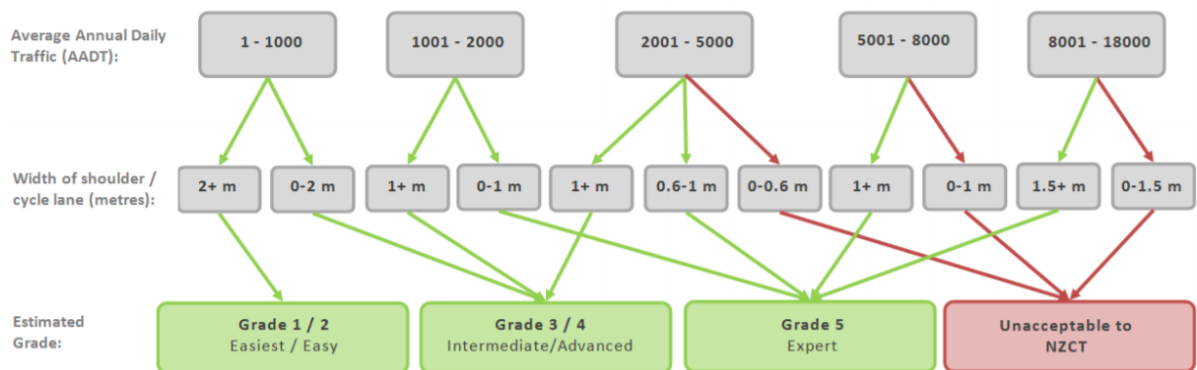 Average Annual Daily
Traffic (AADT):
1 - 1000
1001 - 2000
2001 - 5000
5001 - 8000
8001 - 18000
Width of shoulder /
cycle lane (metres):
2+ m
0-2 m
1+ m
0-1 m
1+ m
0.6-1 m
0-0.6 m
1+ m
0-1 m
1.5+ m
0-1.5 m
Estimated
Grade:
Grade 1 / 2
Easiest / Easy
Grade 3 / 4
Intermediate/Advanced
Grade 5
Expert
Unacceptable to
NZCT